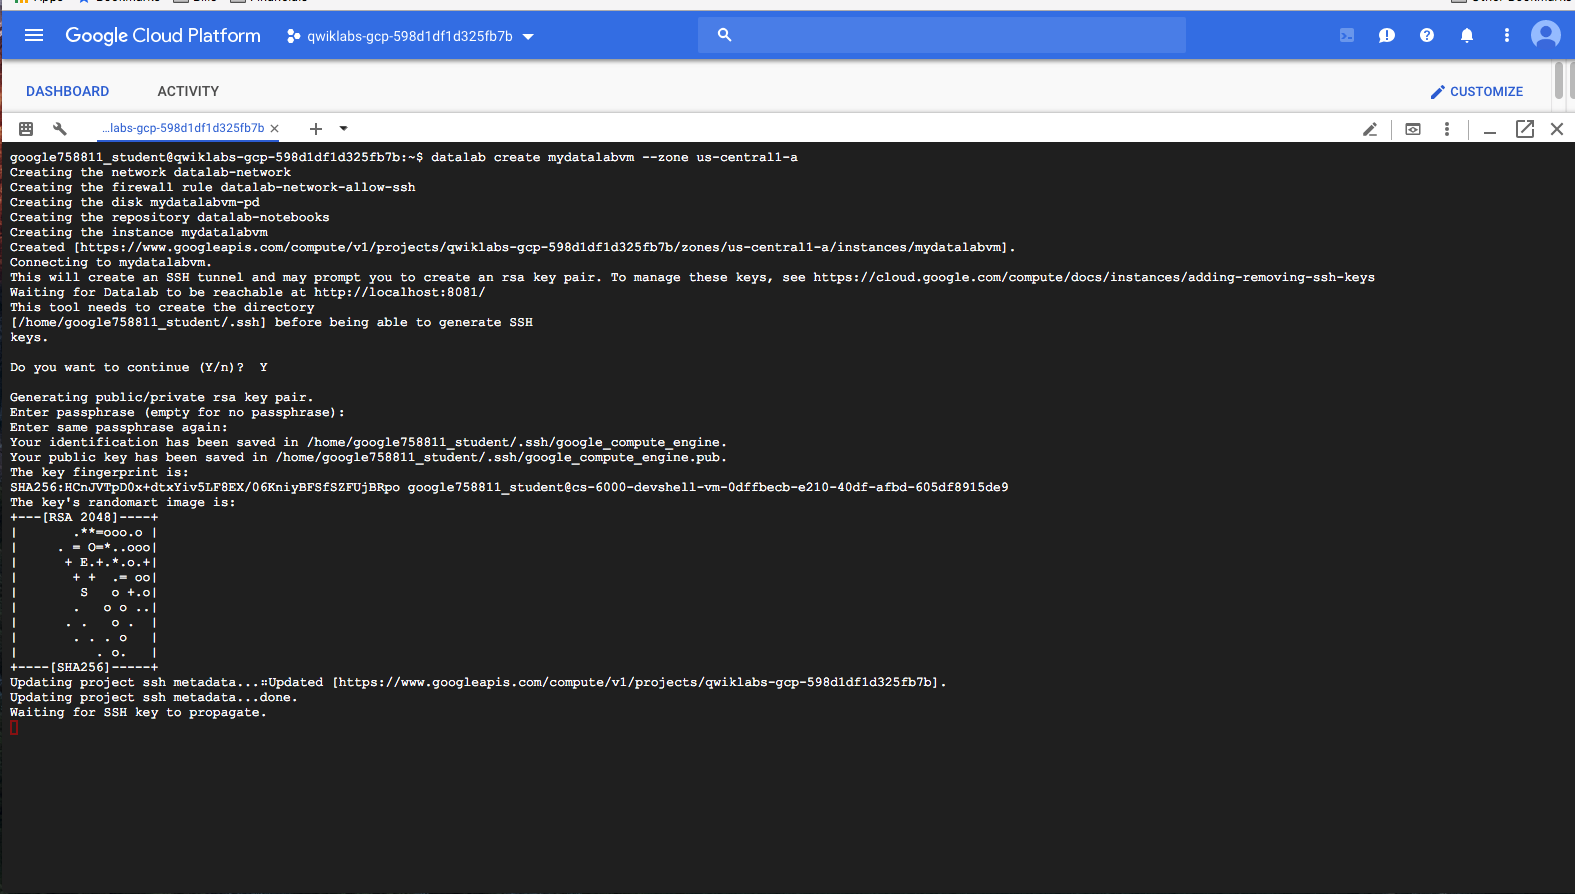 Google Cloud Platform
qwiklabs-gcp-598d1df1d325fb7b
DASHBOARD
ACTIVITY
CUSTOMIZE
...labs-gcp-598d1df1d325fb7b
google758811_student@qwiklabs-gcp-598d1df1d325fb7b:~$ datalab create mydatalabvm --zone us-central1-a
Creating the network datalab-network
Creating the firewall rule datalab-network-allow-ssh
Creating the disk mydatalabvm-pd
Creating the repository datalab-notebooks
Creating the instance mydatalabvm
Created [https://www.googleapis.com/compute/v1/projects/qwiklabs-gcp-598d1df1d325fb7b/zones/us-central1-a/instances/mydatalabvm].
Connecting to mydatalabvm.
This will create an SSH tunnel and may prompt you to create an rsa key pair. To manage these keys, see https://cloud.google.com/compute/docs/instances/adding-removing-ssh-keys
Waiting for Datalab to be reachable at http://localhost:8081/
This tool needs to create the directory
[/home/google758811_student/.ssh] before being able to generate SSH
keys.
Do you want to continue (Y/n)?  Y
Generating public/private rsa key pair.
Enter passphrase (empty for no passphrase):
Enter same passphrase again:
Your identification has been saved in /home/google758811_student/.ssh/google_compute_engine.
Your public key has been saved in /home/google758811_student/.ssh/google_compute_engine.pub.
The key fingerprint is:
SHA256:HCnJVTpD0x+dtxYiv5LF8EX/06KniyBFSfSZFUjBRpo google758811_student@cs-6000-devshell-vm-0dffbecb-e210-40df-afbd-605df8915de9
The key's randomart image is:
+---[RSA 2048]----+
|       .**=ooo.o |
|     . = O=*..ooo|
|      + E.+.*.o.+|
|       + +  .= oo|
|        S   o +.o|
|       .   o o ..|
|      . .   o .  |
|       . . . o   |
|          . o.   |
+----[SHA256]-----+
Updating project ssh metadata...⠶Updated [https://www.googleapis.com/compute/v1/projects/qwiklabs-gcp-598d1df1d325fb7b].
Updating project ssh metadata...done.
Waiting for SSH key to propagate.